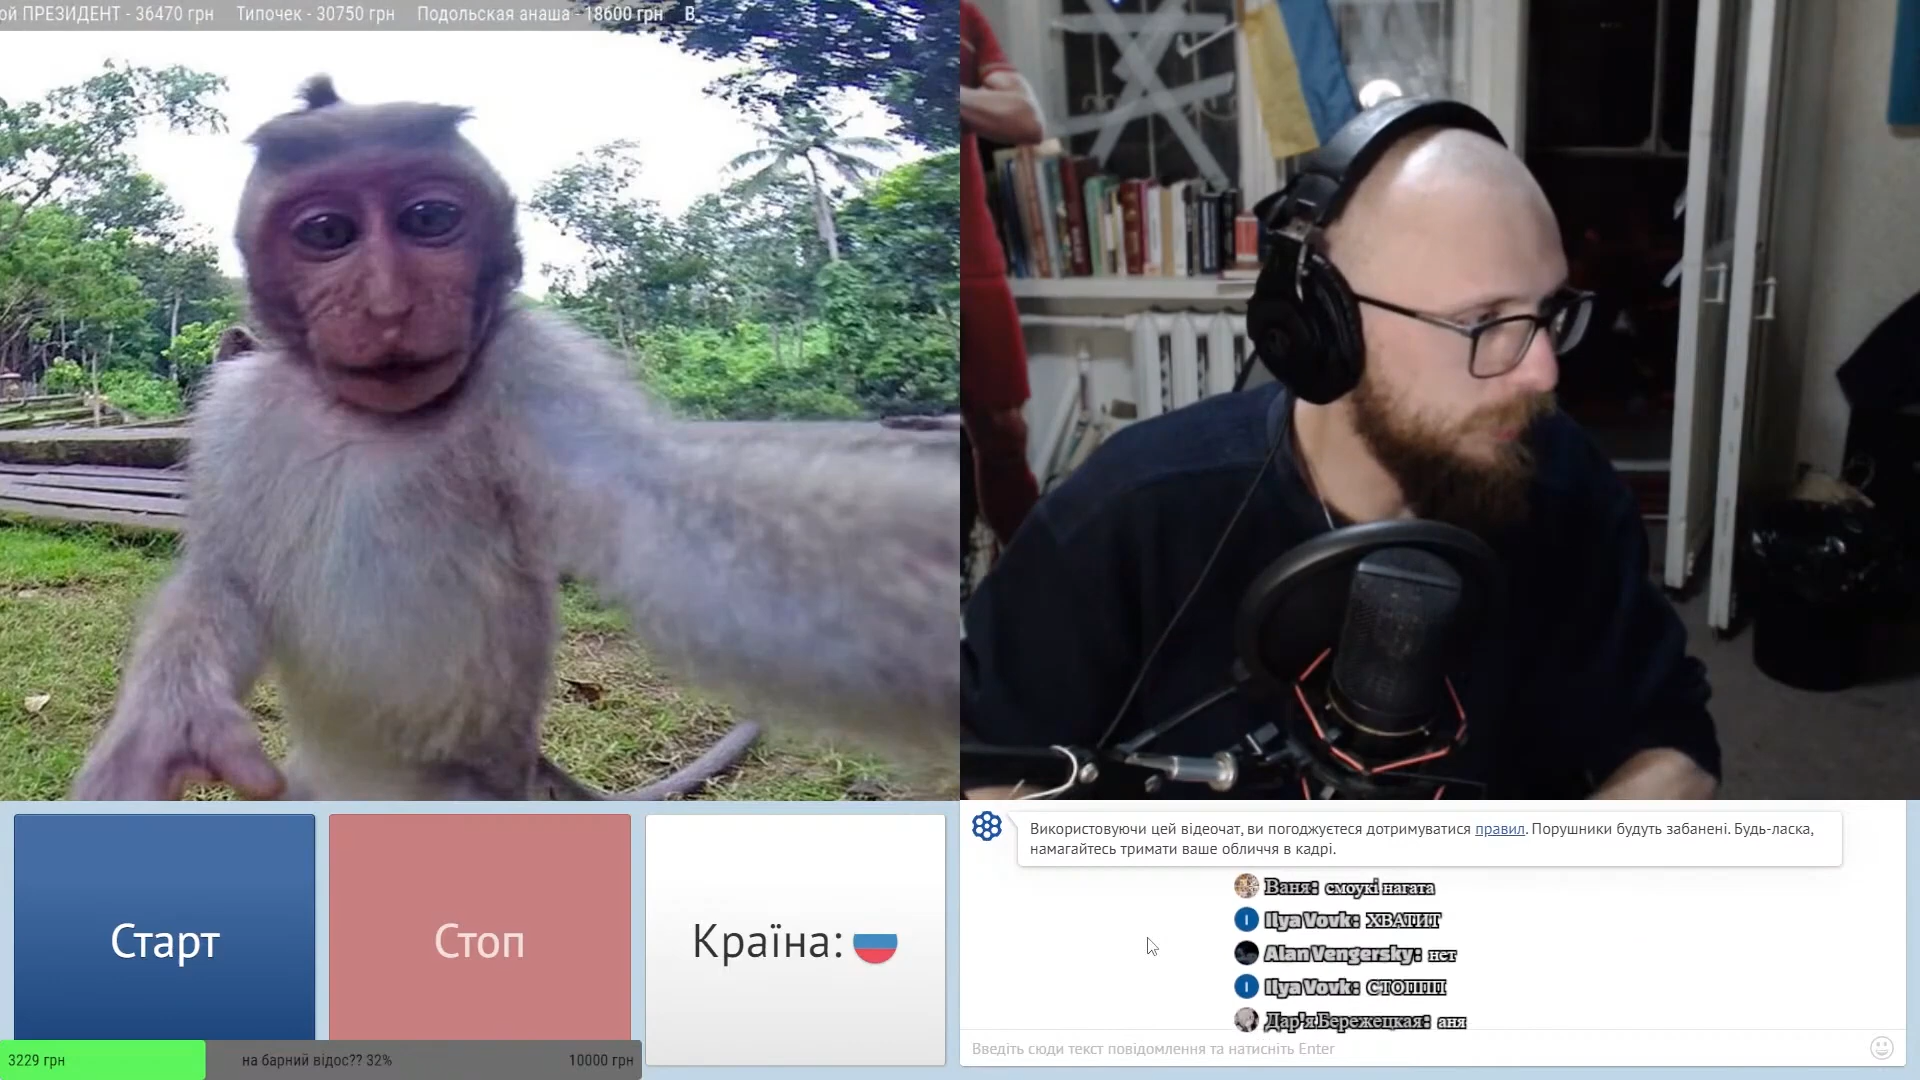 ой ПРЕЗИДЕНТ - 36470 грн Типочек - 30750 грн Подольская анаша - 18600 грн В
Використовуючи цей відеочат, ви погоджуєтеся дотримуватися правил. Порушники будуть забанені. Будь-ласка,
намагайтесь тримати ваше обличчя в кадрі.
Ваня: смоукі нагата
Ilya Vovk: ХВАТИТ
Alan Vengersky: нет
Ilya Vovk: СТОПШІ
Дар'я Бережецкая: аня
Старт
Стоп
Країна:
Введіть сюди текст повідомлення та натисніть Enter
3229 грн
на барний відос?? 32%
10000 грн